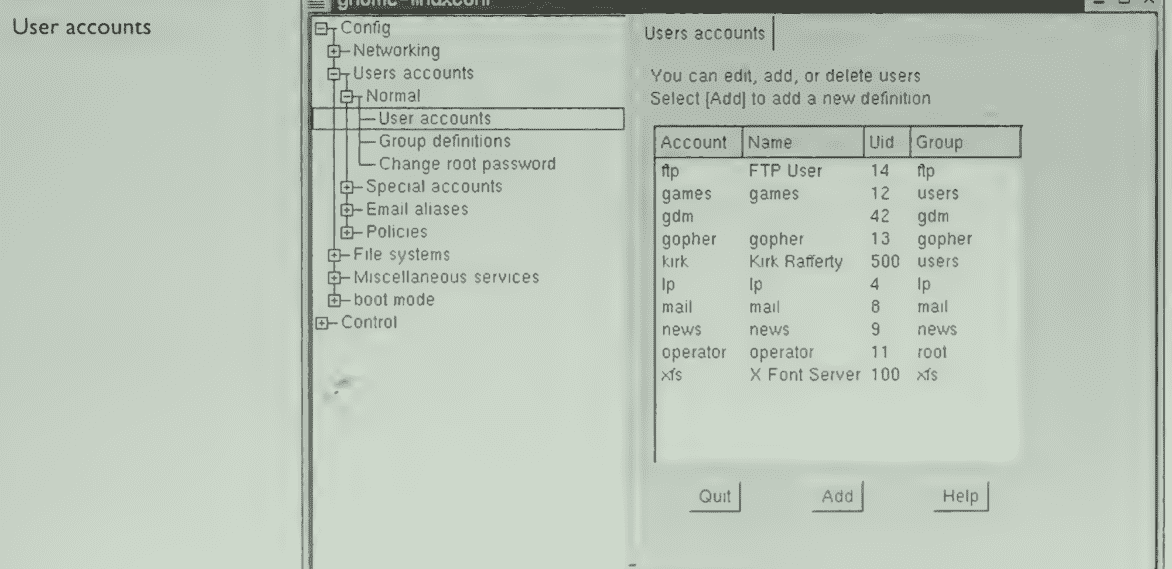 User accounts
gnome-linuxconf
Config
Networking
Users accounts
Normal
User accounts
Group definitions
Change root password
Special accounts
Email aliases
Policies
File systems
Miscellaneous services
boot mode
Control
Users accounts
You can edit, add, or delete users
Select [Add] to add a new definition
Account Name Uid Group
ftp FTP User 14 ftp
games games 12 users
gdm 42 gdm
gopher gopher 13 gopher
kirk Kirk Rafferty 500 users
lp lp 4 lp
mail mail 8 mail
news news 9 news
operator operator 11 root
xfs X Font Server 100 xfs
Quit Add Help